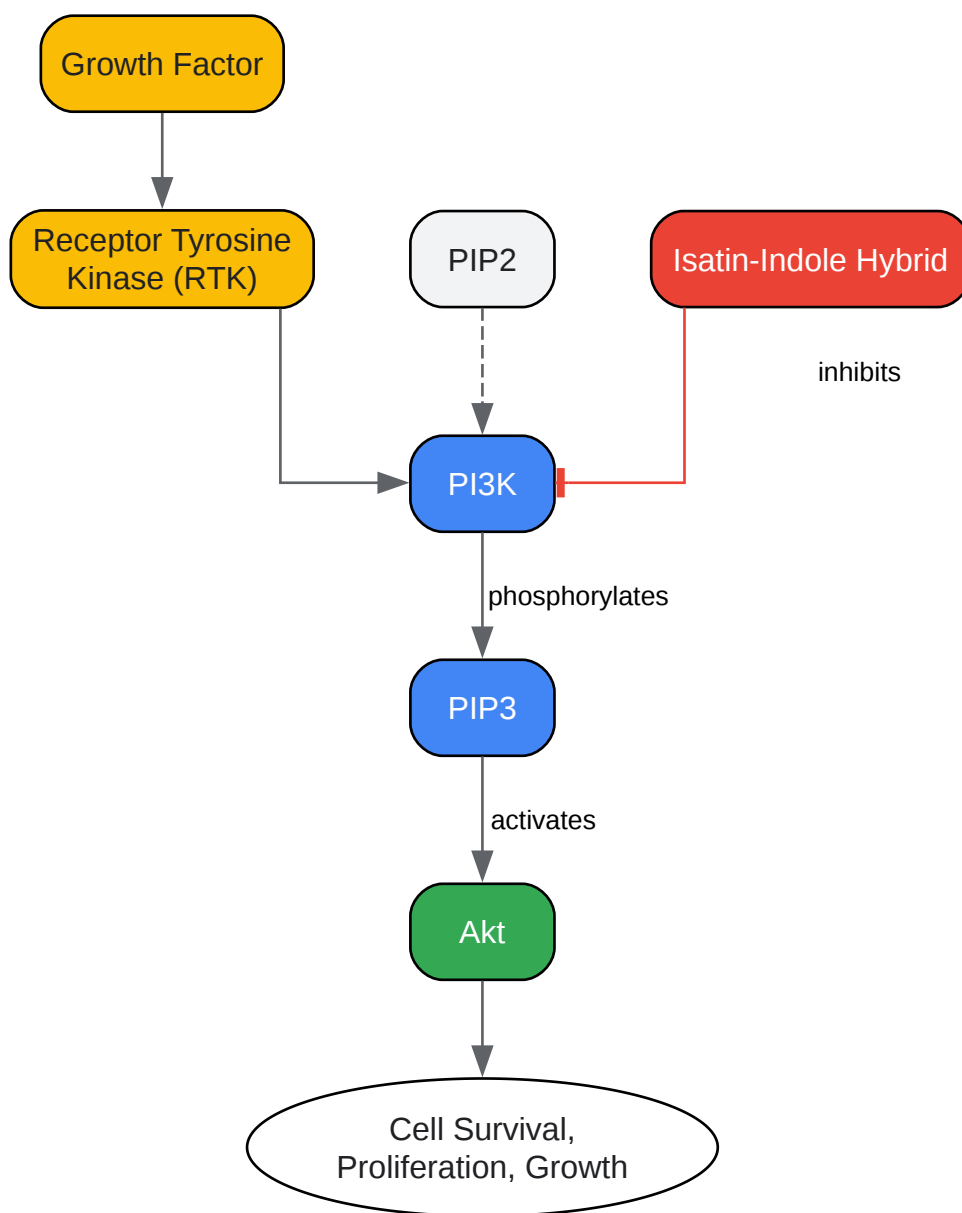 Growth Factor
Receptor Tyrosine
Kinase (RTK)
PIP2
Isatin-Indole Hybrid
inhibits
PI3K
phosphorylates
PIP3
activates
Akt
Cell Survival,
Proliferation, Growth